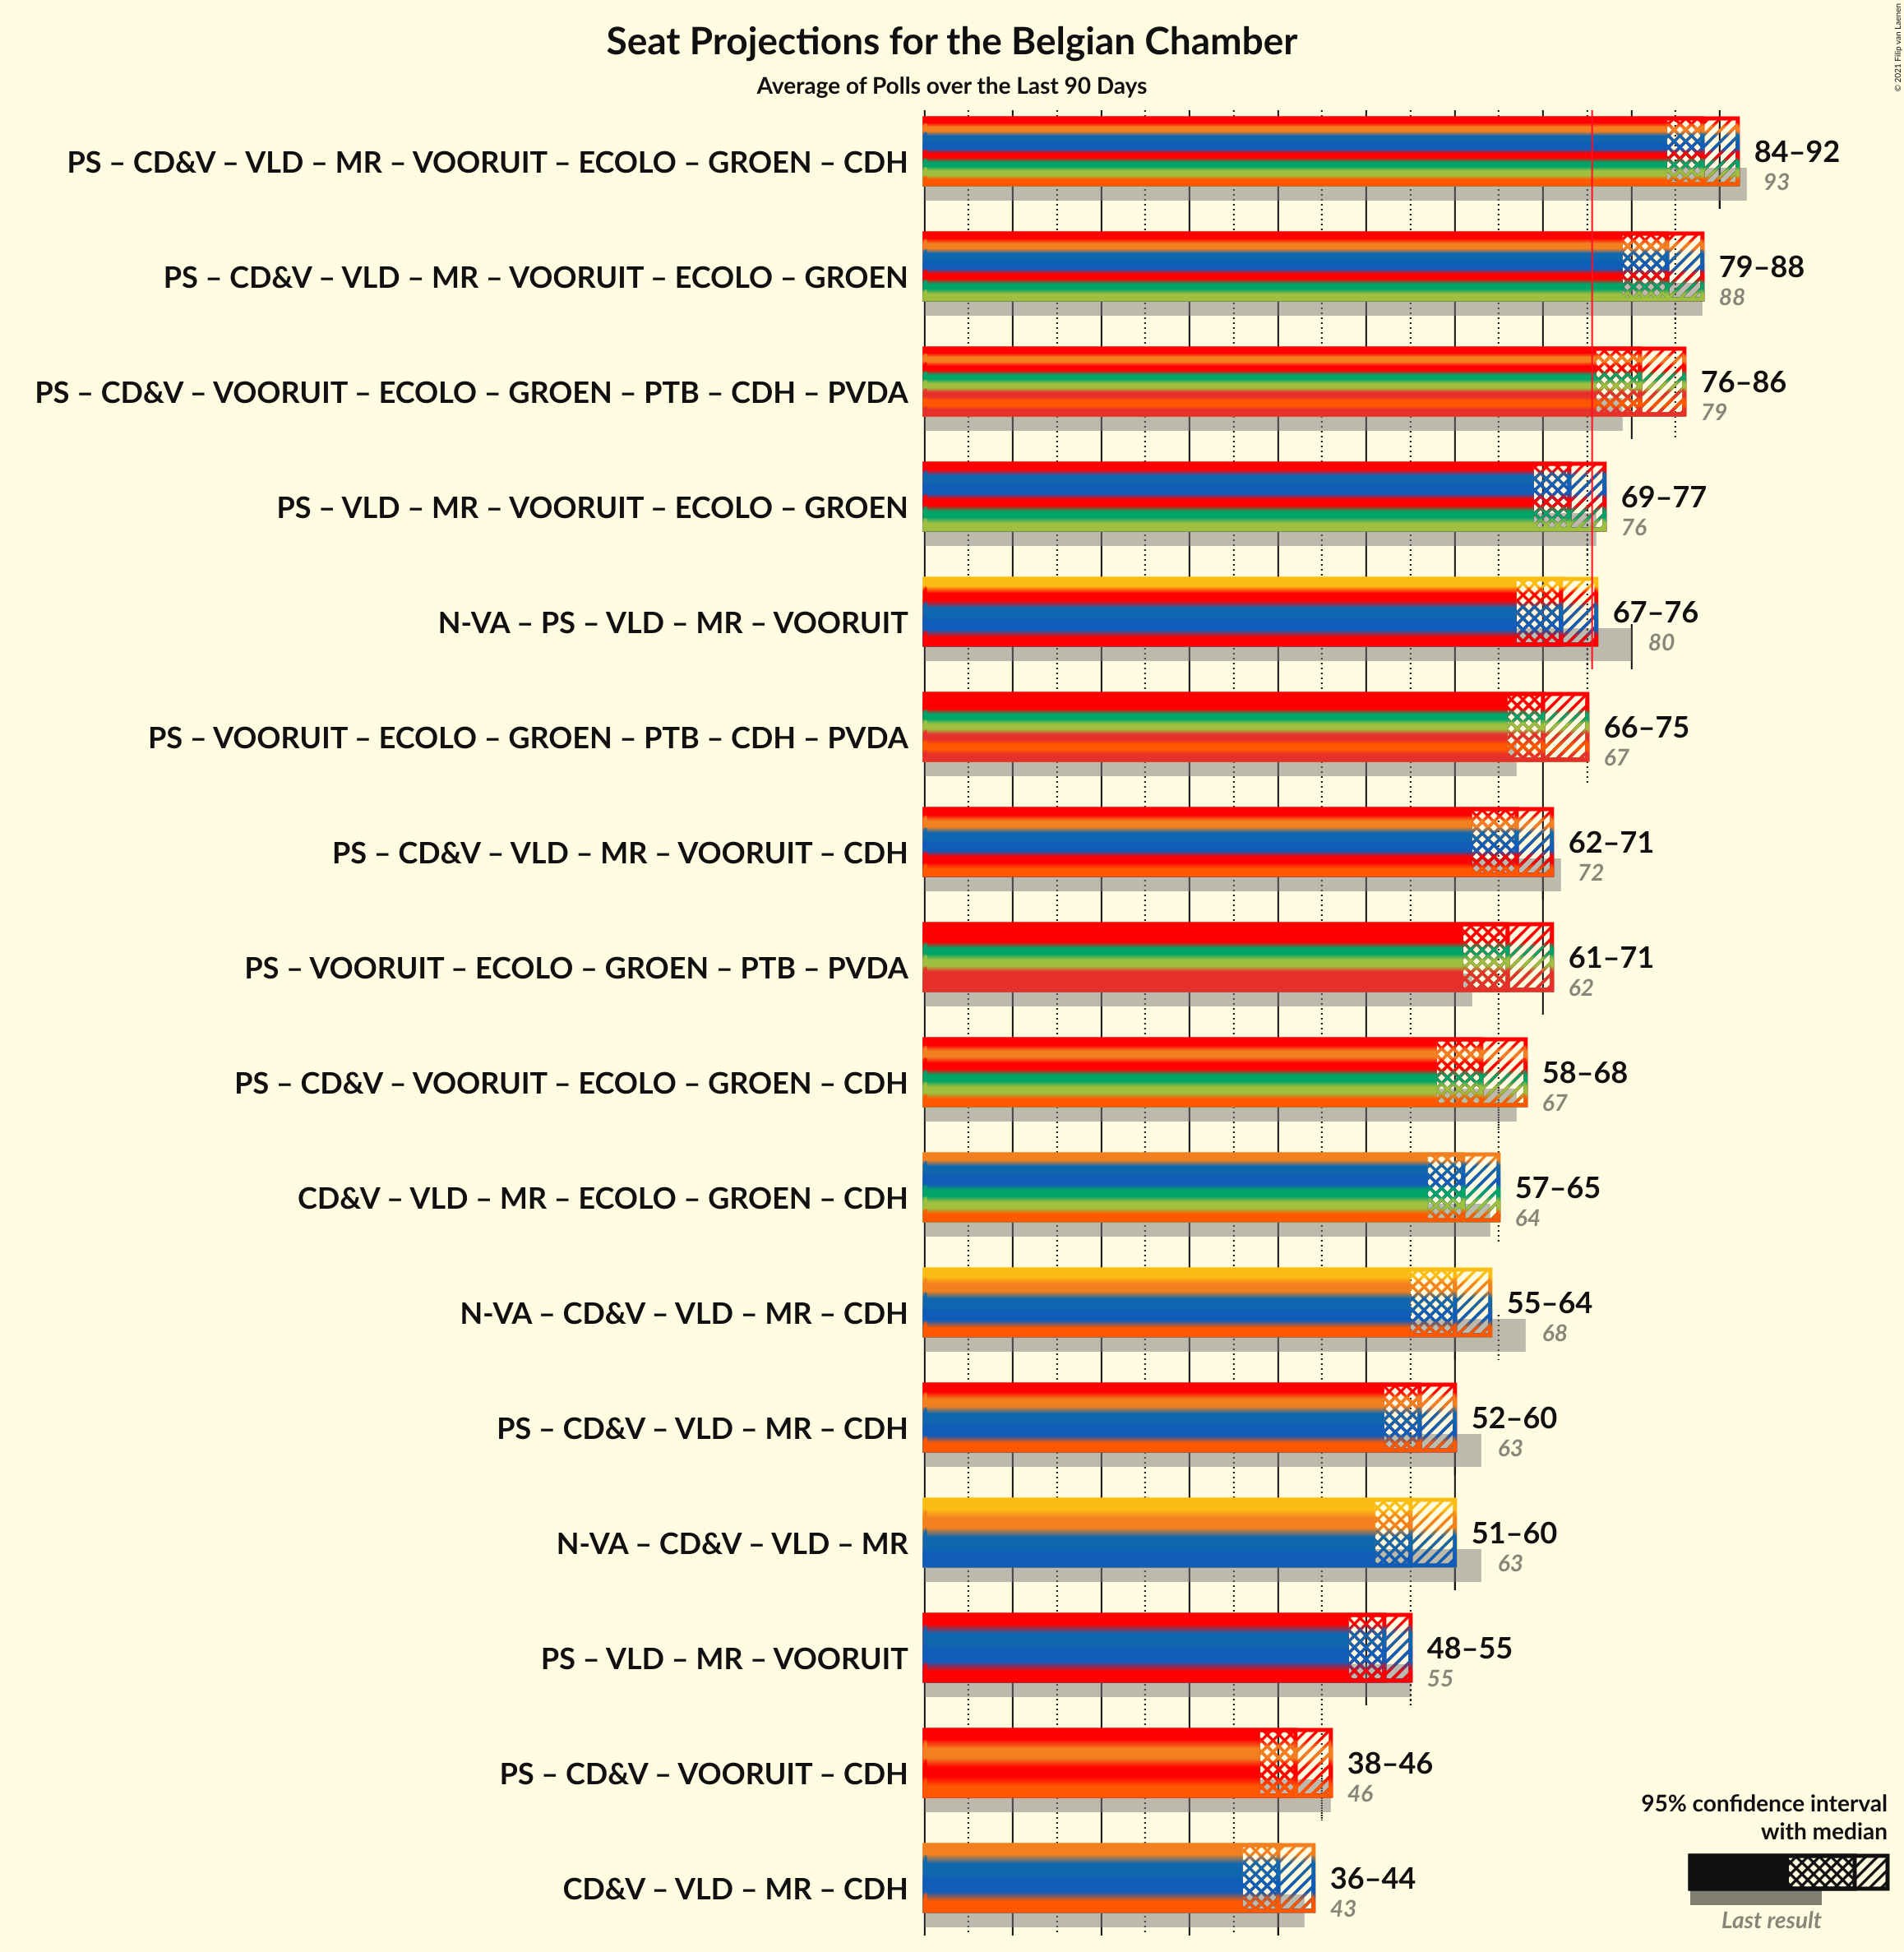 Seat Projections for the Belgian Chamber
Average of Polls over the Last 90 Days
© 2021 Filip van Laenen
PS – CD&V – VLD – MR – VOORUIT – ECOLO – GROEN – CDH
84–92
93
PS – CD&V – VLD – MR – VOORUIT – ECOLO – GROEN
79–88
88
PS – CD&V – VOORUIT – ECOLO – GROEN – PTB – CDH – PVDA
76–86
79
PS – VLD – MR – VOORUIT – ECOLO – GROEN
69–77
76
N-VA – PS – VLD – MR – VOORUIT
67–76
80
PS – VOORUIT – ECOLO – GROEN – PTB – CDH – PVDA
66–75
67
PS – CD&V – VLD – MR – VOORUIT – CDH
62–71
72
PS – VOORUIT – ECOLO – GROEN – PTB – PVDA
61–71
62
PS – CD&V – VOORUIT – ECOLO – GROEN – CDH
58–68
67
CD&V – VLD – MR – ECOLO – GROEN – CDH
57–65
64
N-VA – CD&V – VLD – MR – CDH
55–64
68
PS – CD&V – VLD – MR – CDH
52–60
63
N-VA – CD&V – VLD – MR
51–60
63
PS – VLD – MR – VOORUIT
48–55
55
PS – CD&V – VOORUIT – CDH
38–46
46
CD&V – VLD – MR – CDH
36–44
43
95% confidence interval
with median
Last result